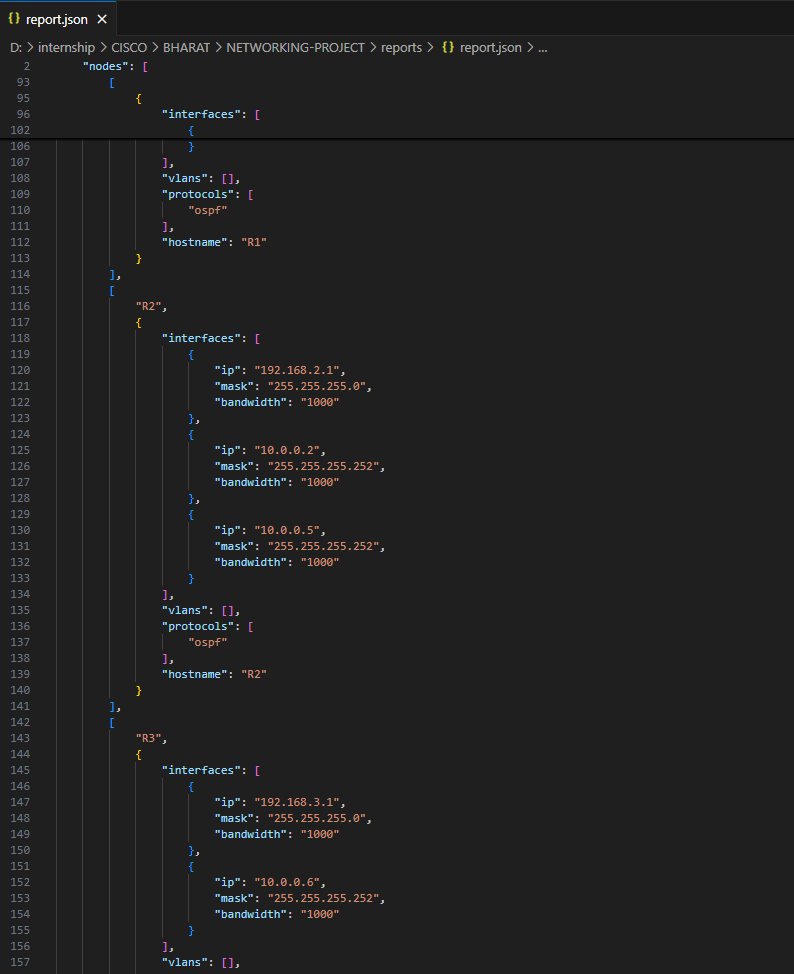 {} report.json ×
D: > internship > CISCO > BHARAT > NETWORKING-PROJECT > reports > {} report.json > ...
2 "nodes": [
93 [
95 {
96 "interfaces": [
102 {
106 }
107 ],
108 "vlans": [],
109 "protocols": [
110 "ospf"
111 ],
112 "hostname": "R1"
113 }
114 ],
115 [
116 "R2",
117 {
118 "interfaces": [
119 {
120 "ip": "192.168.2.1",
121 "mask": "255.255.255.0",
122 "bandwidth": "1000"
123 },
124 {
125 "ip": "10.0.0.2",
126 "mask": "255.255.255.252",
127 "bandwidth": "1000"
128 },
129 {
130 "ip": "10.0.0.5",
131 "mask": "255.255.255.252",
132 "bandwidth": "1000"
133 }
134 ],
135 "vlans": [],
136 "protocols": [
137 "ospf"
138 ],
139 "hostname": "R2"
140 }
141 ],
142 [
143 "R3",
144 {
145 "interfaces": [
146 {
147 "ip": "192.168.3.1",
148 "mask": "255.255.255.0",
149 "bandwidth": "1000"
150 },
151 {
152 "ip": "10.0.0.6",
153 "mask": "255.255.255.252",
154 "bandwidth": "1000"
155 }
156 ],
157 "vlans": [],